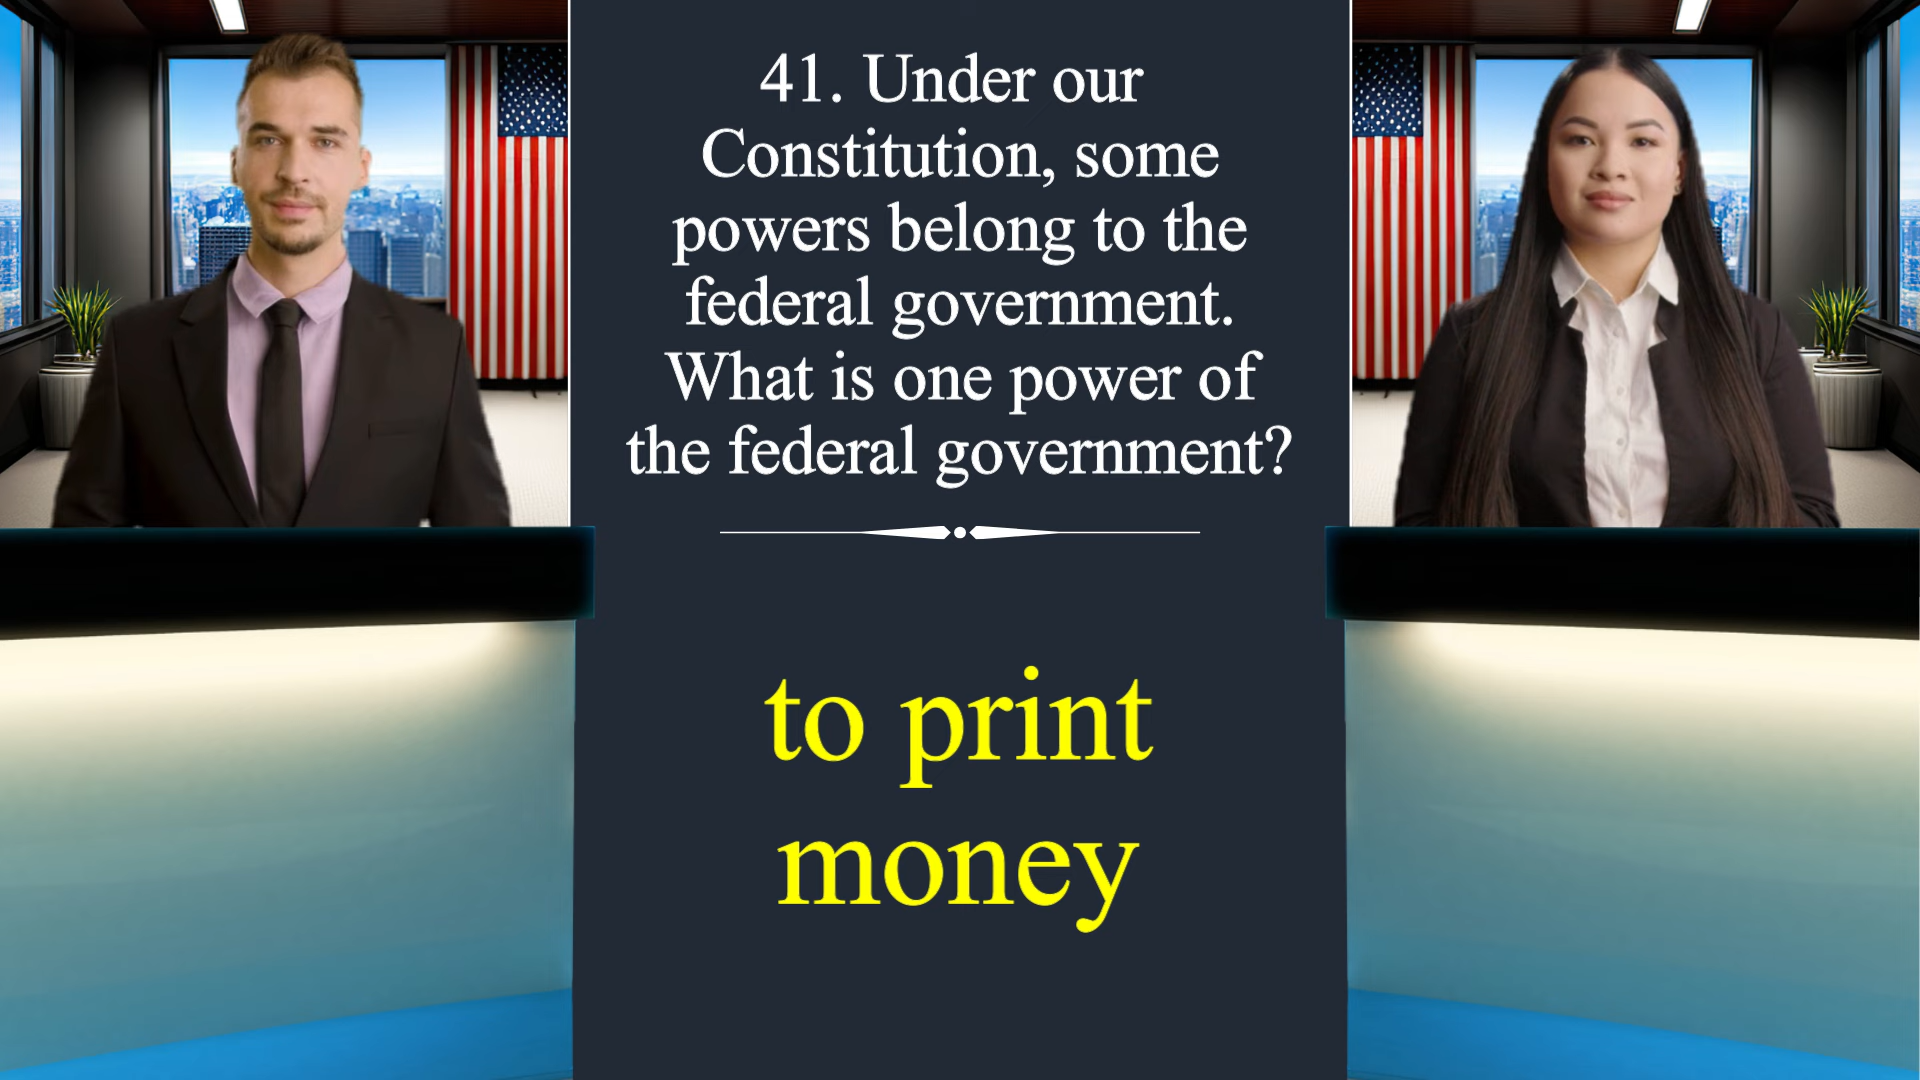 41. Under our
Constitution, some
powers belong to the
federal government.
What is one power of
the federal government?
to print
money